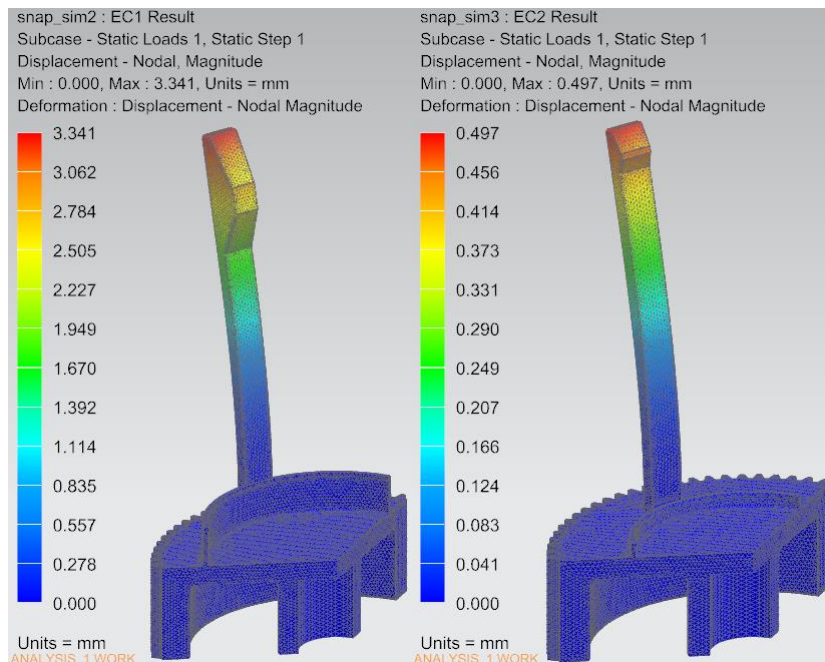 snap_sim2 : EC1 Result
Subcase - Static Loads 1, Static Step 1
Displacement - Nodal, Magnitude
Min : 0.000, Max : 3.341, Units = mm
Deformation : Displacement - Nodal Magnitude
3.341
3.062
2.784
2.505
2.227
1.949
1.670
1.392
1.114
0.835
0.557
0.278
0.000
Units = mm
ANALYSIS_1 WORK
snap_sim3 : EC2 Result
Subcase - Static Loads 1, Static Step 1
Displacement - Nodal, Magnitude
Min : 0.000, Max : 0.497, Units = mm
Deformation : Displacement - Nodal Magnitude
0.497
0.456
0.414
0.373
0.331
0.290
0.249
0.207
0.166
0.124
0.083
0.041
0.000
Units = mm
ANALYSIS_1 WORK